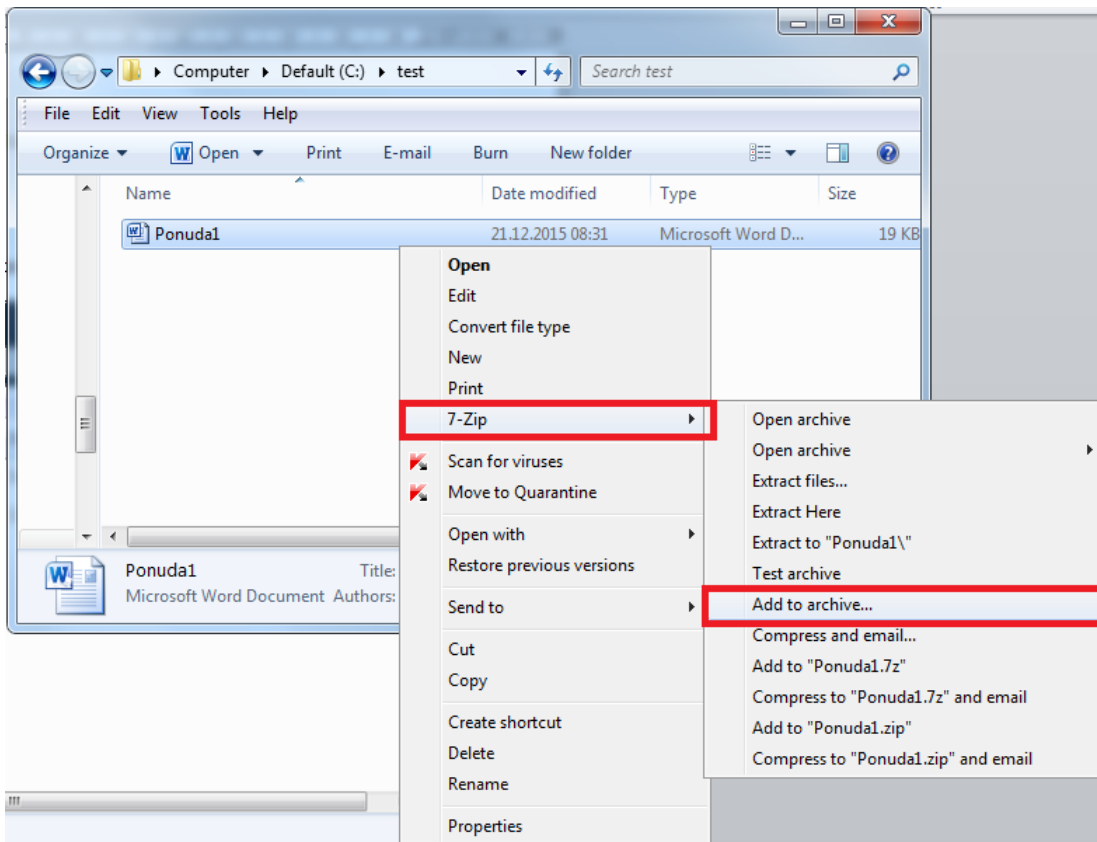 Computer Default (C:) test Search test
File Edit View Tools Help
Organize Open Print E-mail Burn New folder
Name Date modified Type Size
Ponuda1 21.12.2015 08:31 Microsoft Word D... 19 KB
Open
Edit
Convert file type
New
Print
7-Zip
Scan for viruses
Move to Quarantine
Open with
Restore previous versions
Send to
Cut
Copy
Create shortcut
Delete
Rename
Properties
Open archive
Open archive
Extract files...
Extract Here
Extract to "Ponuda1\"
Test archive
Add to archive...
Compress and email...
Add to "Ponuda1.7z"
Compress to "Ponuda1.7z" and email
Add to "Ponuda1.zip"
Compress to "Ponuda1.zip" and email
Ponuda1 Title:
Microsoft Word Document Authors: